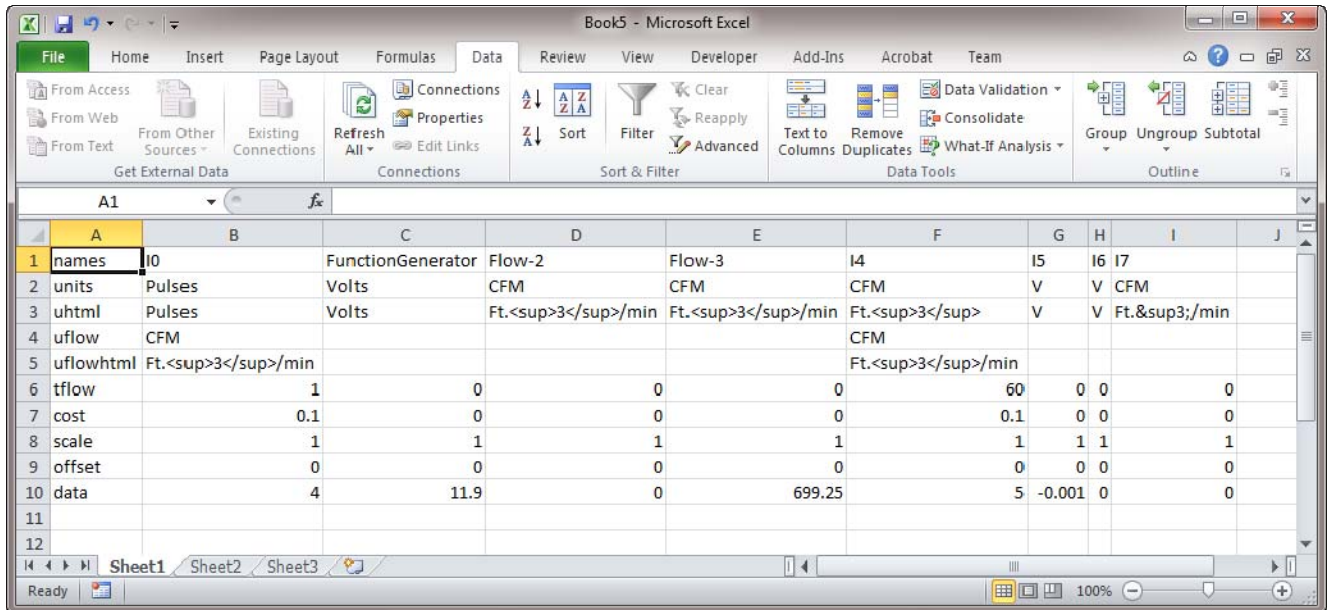 Book5 - Microsoft Excel
File Home Insert Page Layout Formulas Data Review View Developer Add-Ins Acrobat Team
From Access
From Web
From Text
From Other Sources
Existing Connections
Get External Data
Refresh All
Connections
Properties
Edit Links
Connections
Sort
Filter
Clear
Reapply
Advanced
Sort & Filter
Text to Columns
Remove Duplicates
Data Validation
Consolidate
What-If Analysis
Data Tools
Group
Ungroup
Subtotal
Outline
A1 fx
A B C D E F G H I J
1 names I0 FunctionGenerator Flow-2 Flow-3 I4 I5 I6 I7
2 units Pulses Volts CFM CFM CFM V V CFM
3 uhtml Pulses Volts Ft.<sup>3</sup>/min Ft.<sup>3</sup>/min Ft.<sup>3</sup> V V Ft.&sup3;/min
4 uflow CFM CFM
5 uflowhtml Ft.<sup>3</sup>/min Ft.<sup>3</sup>/min
6 tflow 1 0 0 0 60 0 0 0
7 cost 0.1 0 0 0 0.1 0 0 0
8 scale 1 1 1 1 1 1 1 1
9 offset 0 0 0 0 0 0 0 0
10 data 4 11.9 0 699.25 5 -0.001 0 0
11
12
Sheet1 Sheet2 Sheet3
Ready 100%